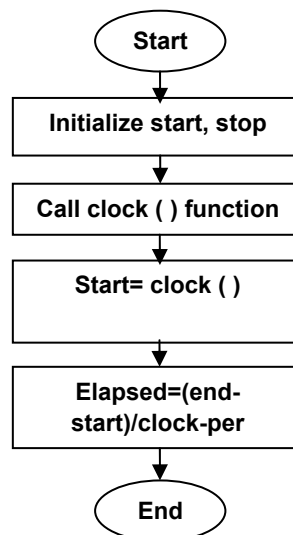 Start
Initialize start, stop
Call clock ( ) function
Start= clock ( )
Elapsed=(end-
start)/clock-per
End